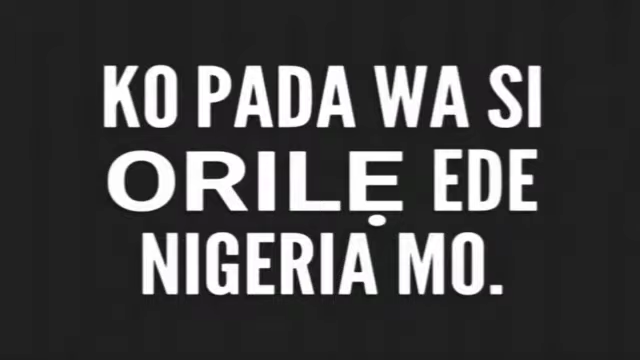 KO PADA WA SI
ORILẸ EDE
NIGERIA MO.